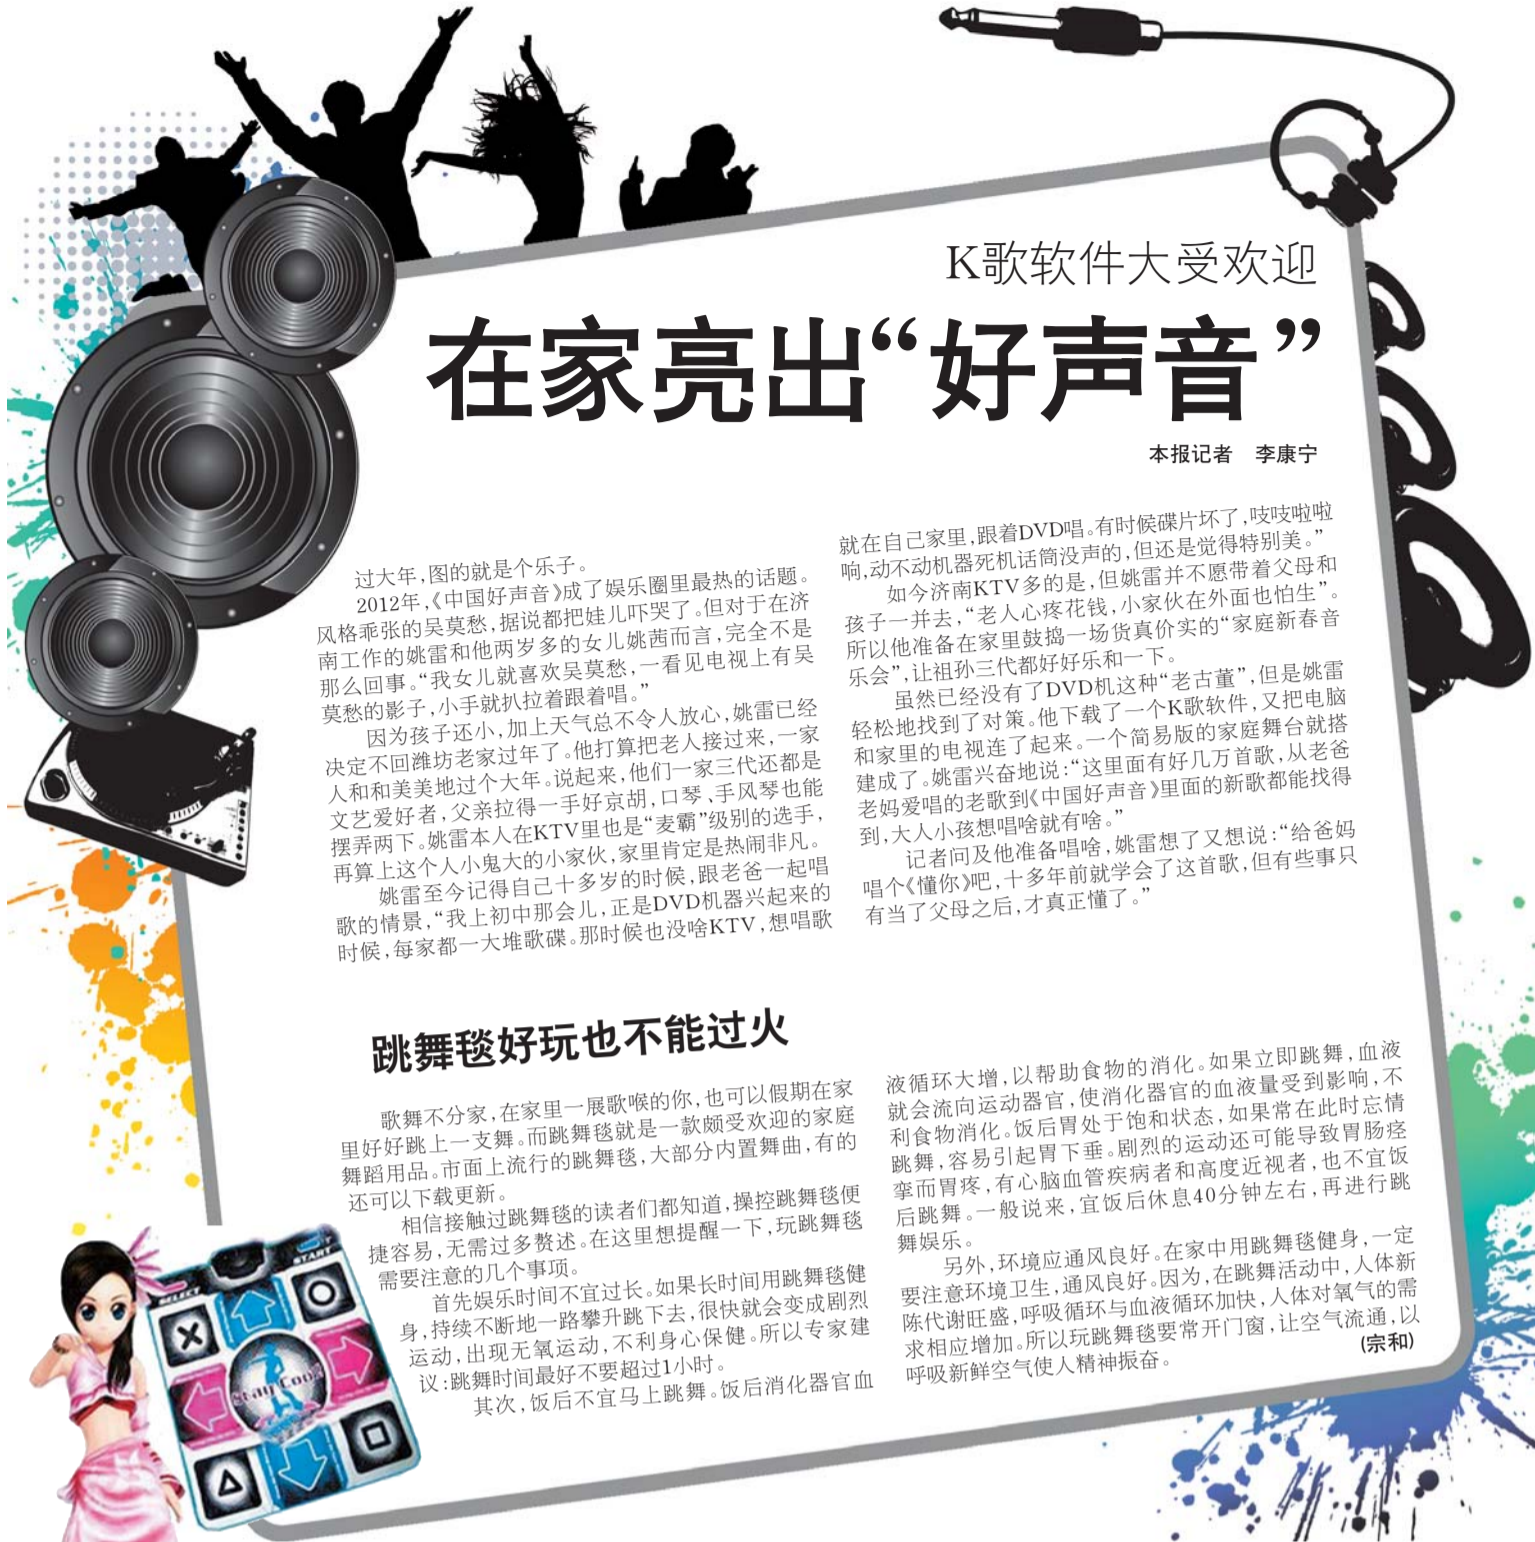 K歌软件大受欢迎
在家亮出“好声音”
本报记者　李康宁
过大年，图的就是个乐子。
2012年，《中国好声音》成了娱乐圈里最热的话题。
风格乖张的吴莫愁，据说都把娃儿吓哭了。但对于在济
南工作的姚雷和他两岁多的女儿姚茜而言，完全不是
那么回事。“我女儿就喜欢吴莫愁，一看见电视上有吴
莫愁的影子，小手就扒拉着跟着唱。”
因为孩子还小，加上天气总不令人放心，姚雷已经
决定不回潍坊老家过年了。他打算把老人接过来，一家
人和和美美地过个大年。说起来，他们一家三代还都是
文艺爱好者，父亲拉得一手好京胡，口琴、手风琴也能
摆弄两下。姚雷本人在KTV里也是“麦霸”级别的选手，
再算上这个人小鬼大的小家伙，家里肯定是热闹非凡。
姚雷至今记得自己十多岁的时候，跟老爸一起唱
歌的情景，“我上初中那会儿，正是DVD机器兴起来的
时候，每家都一大堆歌碟。那时候也没啥KTV，想唱歌
就在自己家里，跟着DVD唱。有时候碟片坏了，吱吱啦啦
响，动不动机器死机话筒没声的，但还是觉得特别美。”
如今济南KTV多的是，但姚雷并不愿带着父母和
孩子一并去，“老人心疼花钱，小家伙在外面也怕生”。
所以他准备在家里鼓捣一场货真价实的“家庭新春音
乐会”，让祖孙三代都好好乐和一下。
虽然已经没有了DVD机这种“老古董”，但是姚雷
轻松地找到了对策。他下载了一个K歌软件，又把电脑
和家里的电视连了起来。一个简易版的家庭舞台就搭
建成了。姚雷兴奋地说：“这里面有好几万首歌，从老爸
老妈爱唱的老歌到《中国好声音》里面的新歌都能找得
到，大人小孩想唱啥就有啥。”
记者问及他准备唱啥，姚雷想了又想说：“给爸妈
唱个《懂你》吧，十多年前就学会了这首歌，但有些事只
有当了父母之后，才真正懂了。”
跳舞毯好玩也不能过火
歌舞不分家，在家里一展歌喉的你，也可以假期在家
里好好跳上一支舞。而跳舞毯就是一款颇受欢迎的家庭
舞蹈用品。市面上流行的跳舞毯，大部分内置舞曲，有的
还可以下载更新。
相信接触过跳舞毯的读者们都知道，操控跳舞毯便
捷容易，无需过多赘述。在这里想提醒一下，玩跳舞毯
需要注意的几个事项。
首先娱乐时间不宜过长。如果长时间用跳舞毯健
身，持续不断地一路攀升跳下去，很快就会变成剧烈
运动，出现无氧运动，不利身心保健。所以专家建
议：跳舞时间最好不要超过1小时。
其次，饭后不宜马上跳舞。饭后消化器官血
液循环大增，以帮助食物的消化。如果立即跳舞，血液
就会流向运动器官，使消化器官的血液量受到影响，不
利食物消化。饭后胃处于饱和状态，如果常在此时忘情
跳舞，容易引起胃下垂。剧烈的运动还可能导致胃肠痉
挛而胃疼，有心脑血管疾病者和高度近视者，也不宜饭
后跳舞。一般说来，宜饭后休息40分钟左右，再进行跳
舞娱乐。
另外，环境应通风良好。在家中用跳舞毯健身，一定
要注意环境卫生，通风良好。因为，在跳舞活动中，人体新
陈代谢旺盛，呼吸循环与血液循环加快，人体对氧气的需
求相应增加。所以玩跳舞毯要常开门窗，让空气流通，以
呼吸新鲜空气使人精神振奋。
(宗和)
SELECT
START
Stay Cool